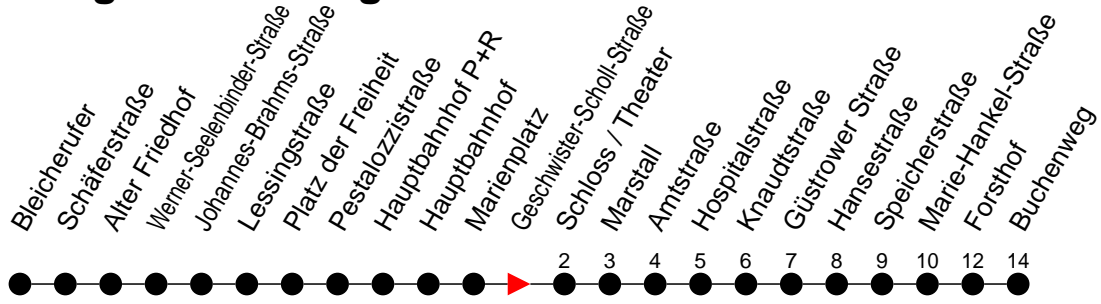 Bleicherufer
Schäferstraße
Alter Friedhof
Werner-Seelenbinder-Straße
Johannes-Brahms-Straße
Lessingstraße
Platz der Freiheit
Pestalozzistraße
Hauptbahnhof P+R
Hauptbahnhof
Marienplatz
Geschwister-Scholl-Straße
Schloss / Theater
Marstall
Amtstraße
Hospitalstraße
Knaudtstraße
Güstrower Straße
Hansestraße
Speicherstraße
Marie-Hankel-Straße
Forsthof
Buchenweg
2 3 4 5 6 7 8 9 10 12 14